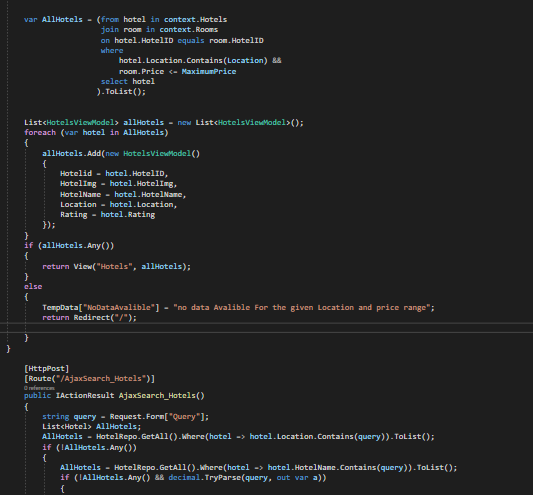 var AllHotels = (from hotel in context.Hotels
join room in context.Rooms
on hotel.HotelID equals room.HotelID
where
hotel.Location.Contains(Location) &&
room.Price <= MaximumPrice
select hotel
).ToList();
List<HotelsViewModel> allHotels = new List<HotelsViewModel>();
foreach (var hotel in AllHotels)
{
allHotels.Add(new HotelsViewModel()
{
Hotelid = hotel.HotelID,
HotelImg = hotel.HotelImg,
HotelName = hotel.HotelName,
Location = hotel.Location,
Rating = hotel.Rating
});
}
if (allHotels.Any())
{
return View("Hotels", allHotels);
}
else
{
TempData["NoDataAvalible"] = "no data Avalible For the given Location and price range";
return Redirect("/");
}
}
[HttpPost]
[Route("/AjaxSearch_Hotels")]
0 references
public IActionResult AjaxSearch_Hotels()
{
string query = Request.Form["Query"];
List<Hotel> AllHotels;
AllHotels = HotelRepo.GetAll().Where(hotel => hotel.Location.Contains(query)).ToList();
if (!AllHotels.Any())
{
AllHotels = HotelRepo.GetAll().Where(hotel => hotel.HotelName.Contains(query)).ToList();
if (!AllHotels.Any() && decimal.TryParse(query, out var a))
{